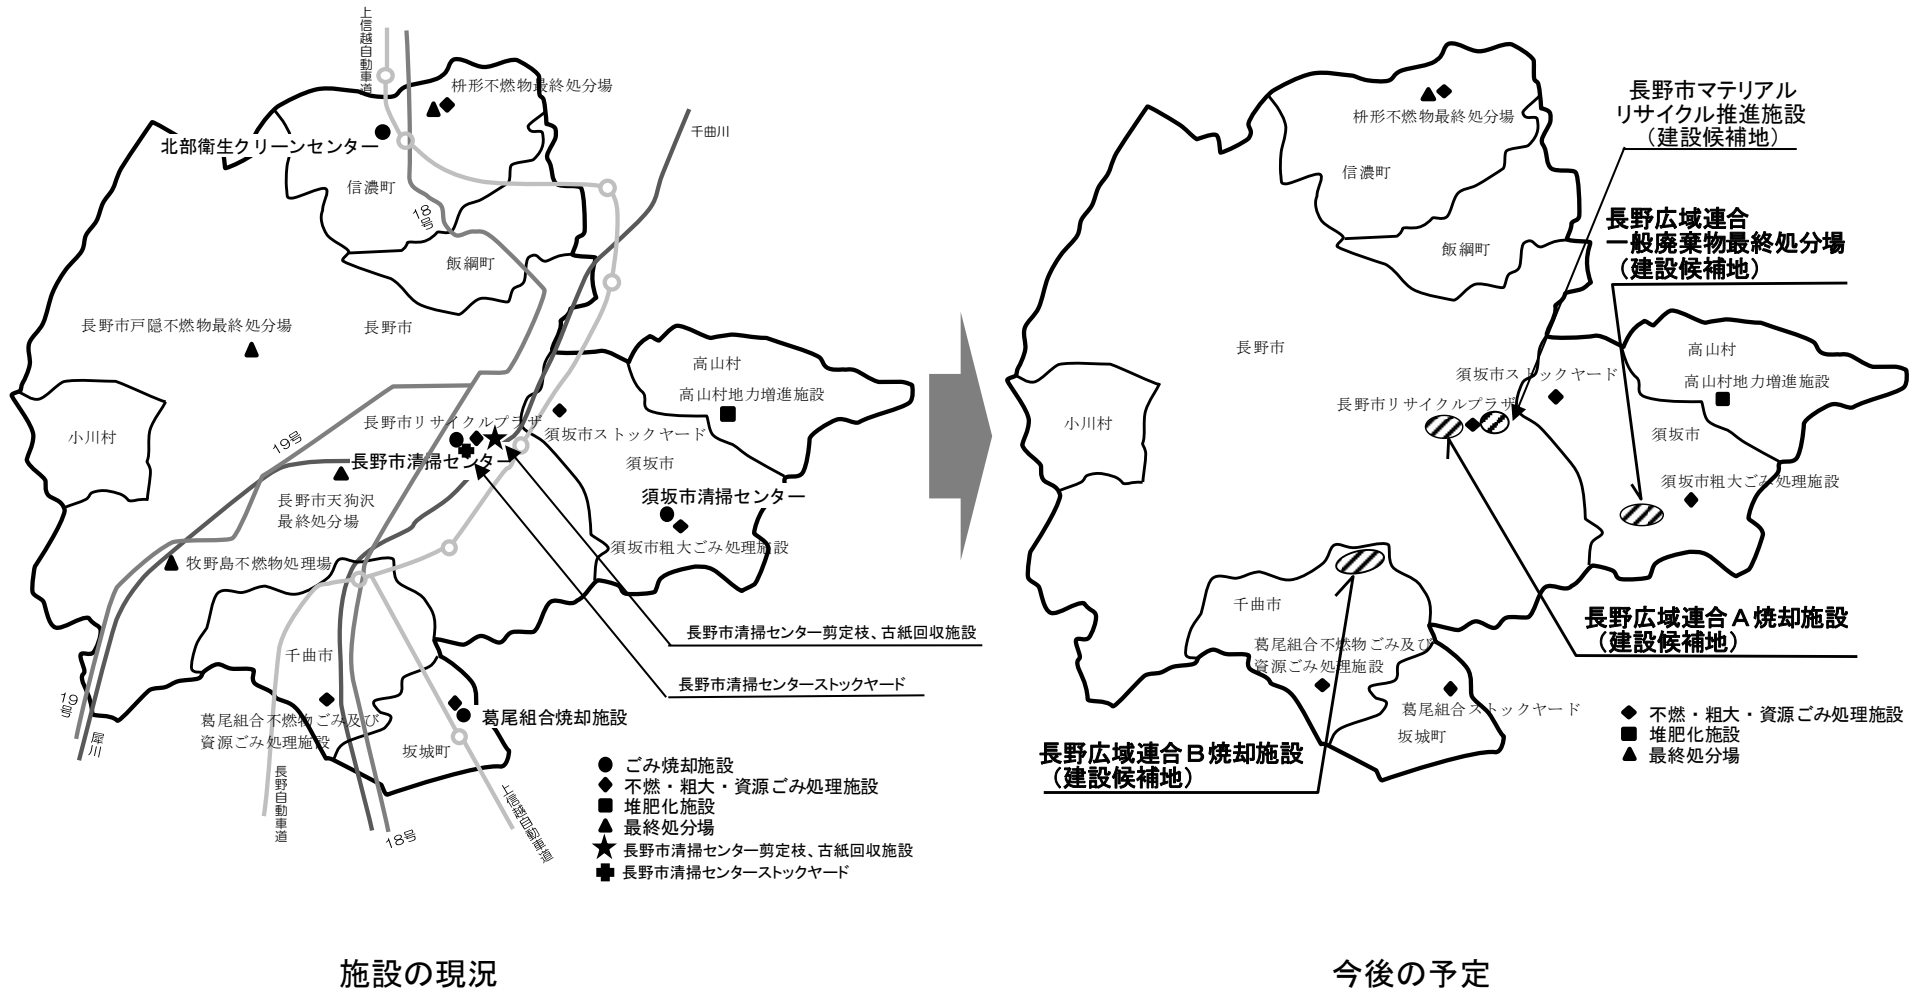 上信越自動車道
枡形不燃物最終処分場
北部衛生クリーンセンター
千曲川
信濃町
18号
飯綱町
長野市戸隠不燃物最終処分場
長野市
高山村
高山村地力増進施設
小川村
長野市リサイクルプラザ
須坂市ストックヤード
19号
長野市清掃センター
須坂市
長野市天狗沢
最終処分場
須坂市清掃センター
須坂市粗大ごみ処理施設
牧野島不燃物処理場
長野市清掃センター剪定枝、古紙回収施設
千曲市
長野市清掃センターストックヤード
19号
犀川
葛尾組合不燃物ごみ及び
資源ごみ処理施設
葛尾組合焼却施設
坂城町
長野自動車道
18号
上信越自動車道
ごみ焼却施設
不燃・粗大・資源ごみ処理施設
堆肥化施設
最終処分場
長野市清掃センター剪定枝、古紙回収施設
長野市清掃センターストックヤード
施設の現況
長野市マテリアル
リサイクル推進施設
(建設候補地)
枡形不燃物最終処分場
信濃町
長野広域連合
一般廃棄物最終処分場
(建設候補地)
飯綱町
長野市
高山村
須坂市ストックヤード
高山村地力増進施設
長野市リサイクルプラザ
小川村
須坂市
須坂市粗大ごみ処理施設
千曲市
長野広域連合A焼却施設
(建設候補地)
葛尾組合不燃物ごみ及び
資源ごみ処理施設
葛尾組合ストックヤード
坂城町
長野広域連合B焼却施設
(建設候補地)
不燃・粗大・資源ごみ処理施設
堆肥化施設
最終処分場
今後の予定